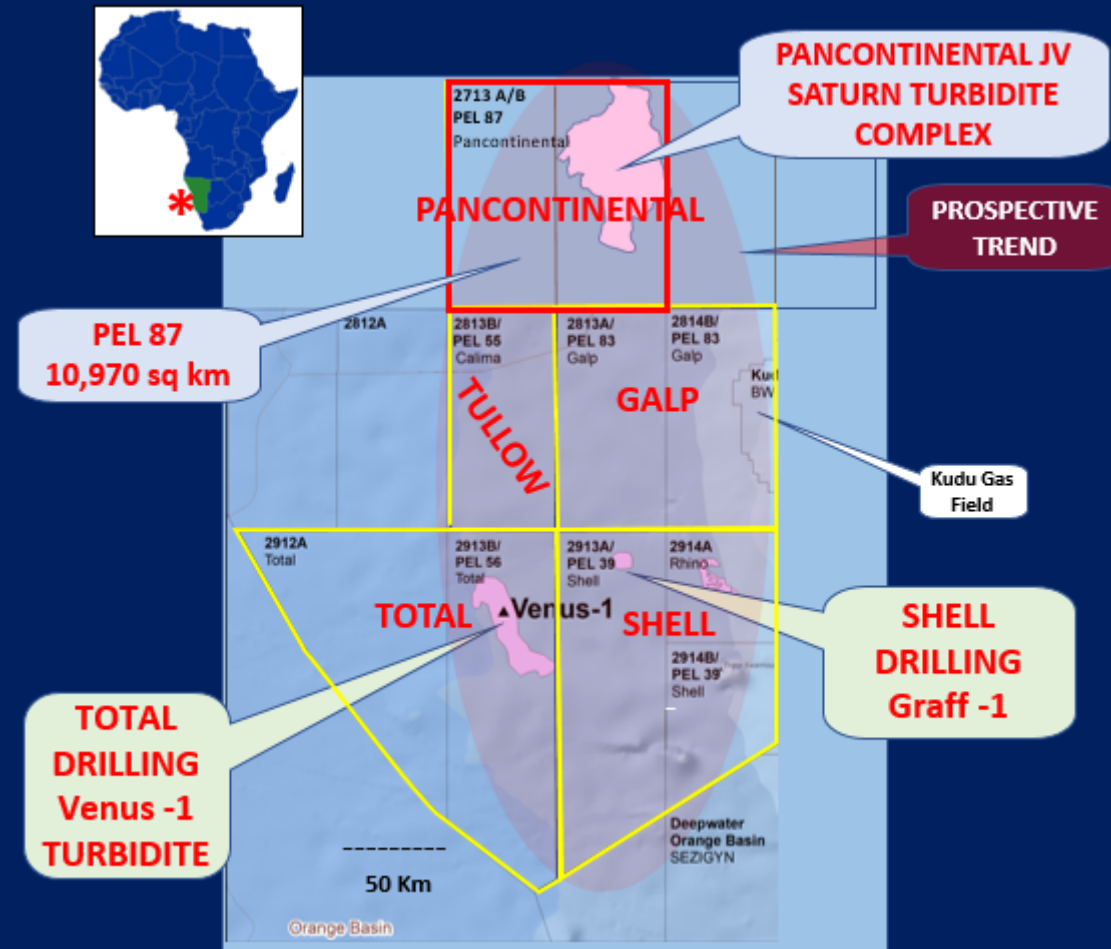 PANCONTINENTAL JV
SATURN TURBIDITE
COMPLEX
2713 A/B
PEL 87
Pancontinental
*
PANCONTINENTAL
PROSPECTIVE
TREND
PEL 87
10,970 sq km
2812A
2813B/
PEL 55
Calima
2813A/
PEL 83
Galp
2814B/
PEL 83
Galp
Kud
BW
TULLOW
GALP
Kudu Gas
Field
2912A
Total
2913B/
PEL 56
Total
2913A/
PEL 39
Shell
2914A
Rhino
TOTAL
Venus-1
SHELL
2914B/
PEL 39
Shell
SHELL
DRILLING
Graff -1
TOTAL
DRILLING
Venus -1
TURBIDITE
Deepwater
Orange Basin
SEZIGYN
50 Km
Orange Basin